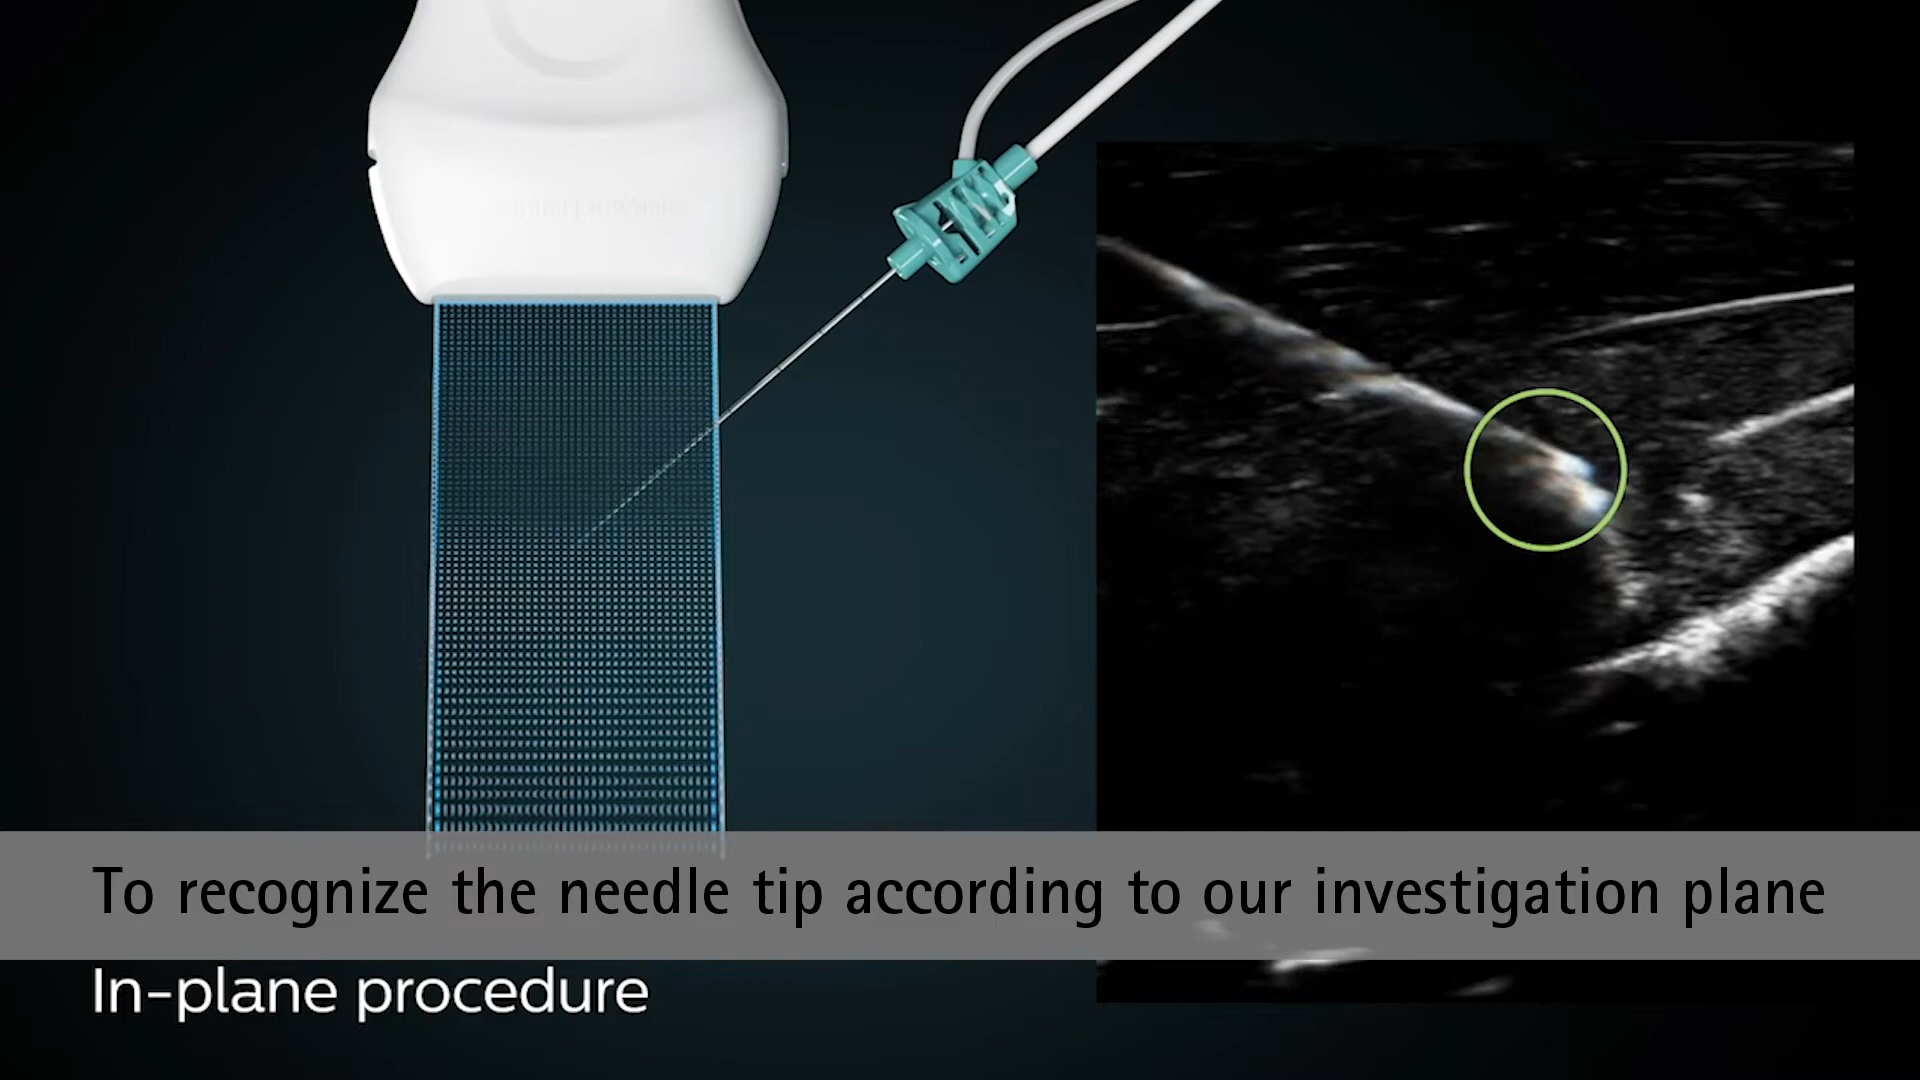 To recognize the needle tip according to our investigation plane
In-plane procedure